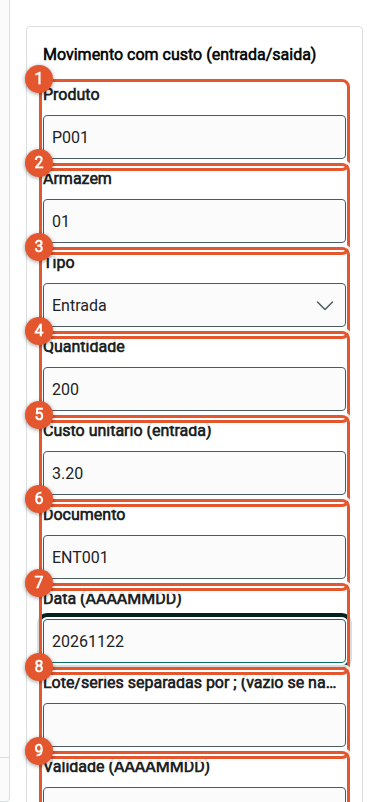 Movimento com custo (entrada/saida)
1
Produto
P001
2
Armazem
01
3
Tipo
Entrada
4
Quantidade
200
5
Custo unitario (entrada)
3.20
6
Documento
ENT001
7
Data (AAAAMMDD)
20261122
8
Lote/series separadas por ; (vazio se na...
9
Validade (AAAAMMDD)